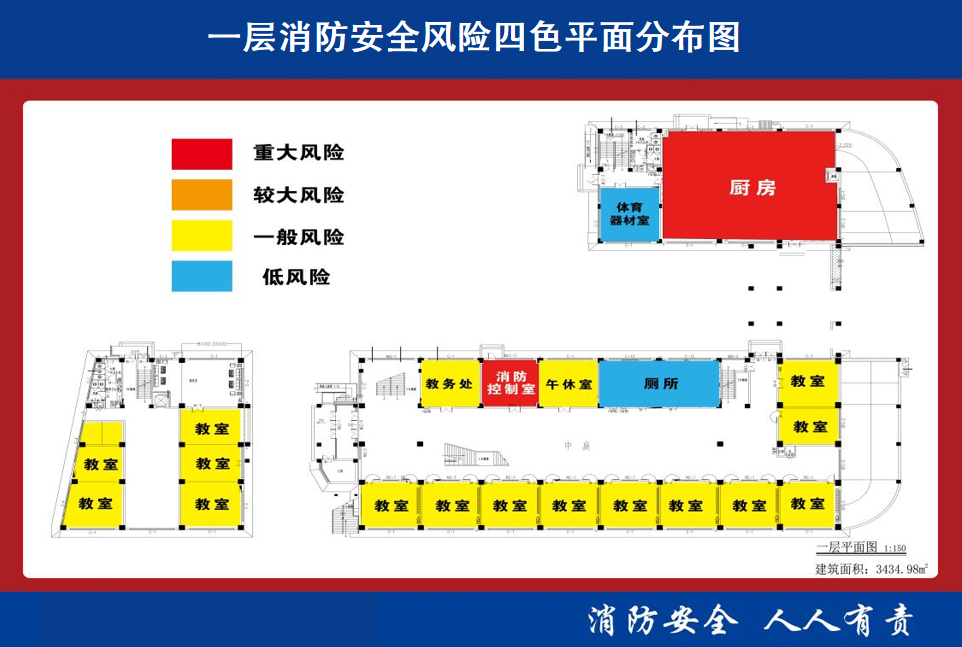 一层消防安全风险四色平面分布图
重大风险
较大风险
一般风险
低风险
厨房
体育
器材室
教务处
消防
控制室
午休室
厕所
教室
教室
教室
教室
教室
教室
教室
中庭
教室
教室
教室
教室
教室
教室
教室
教室
一层平面图 1:150
建筑面积：3434.98m²
消防安全 人人有责